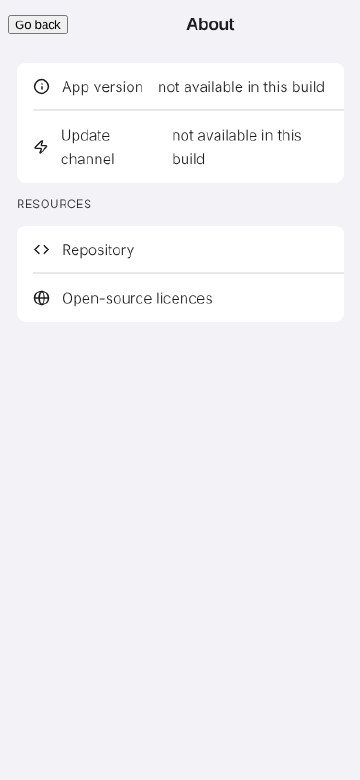 Go back
About
App version not available in this build
Update not available in this
channel build
RESOURCES
Repository
Open-source licences